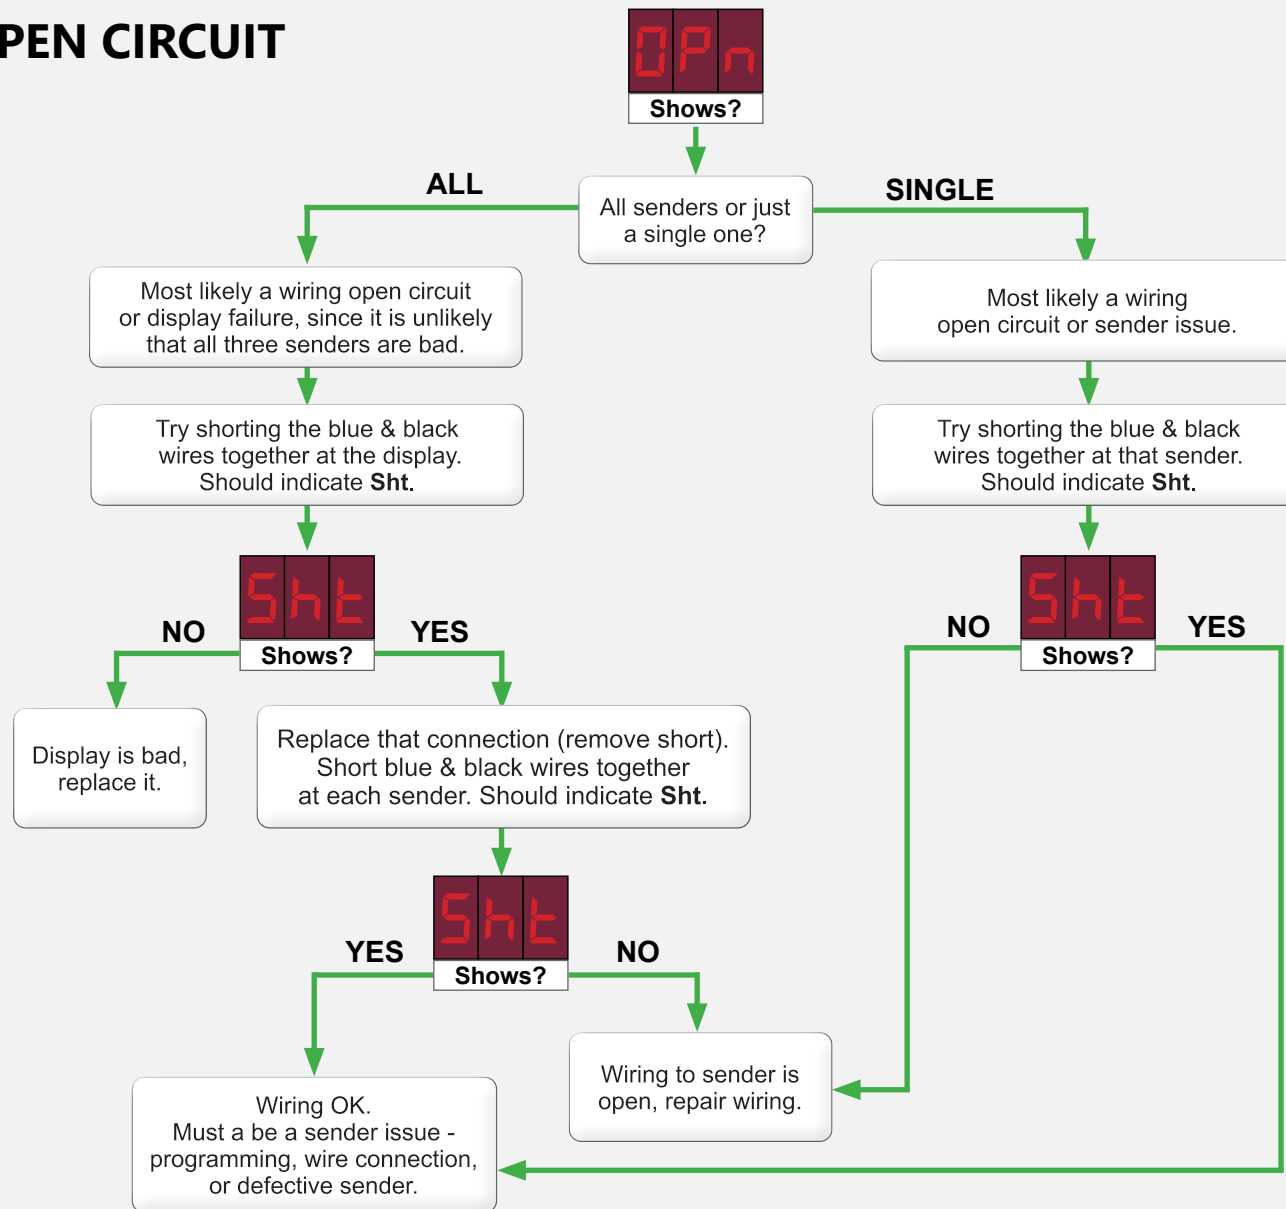 PEN CIRCUIT
OPn
Shows?
ALL
SINGLE
All senders or just
a single one?
Most likely a wiring open circuit
or display failure, since it is unlikely
that all three senders are bad.
Most likely a wiring
open circuit or sender issue.
Try shorting the blue & black
wires together at the display.
Should indicate Sht.
Try shorting the blue & black
wires together at that sender.
Should indicate Sht.
Sht
NO
YES
Shows?
Sht
NO
YES
Shows?
Display is bad,
replace it.
Replace that connection (remove short).
Short blue & black wires together
at each sender. Should indicate Sht.
Sht
YES
NO
Shows?
Wiring to sender is
open, repair wiring.
Wiring OK.
Must a be a sender issue -
programming, wire connection,
or defective sender.